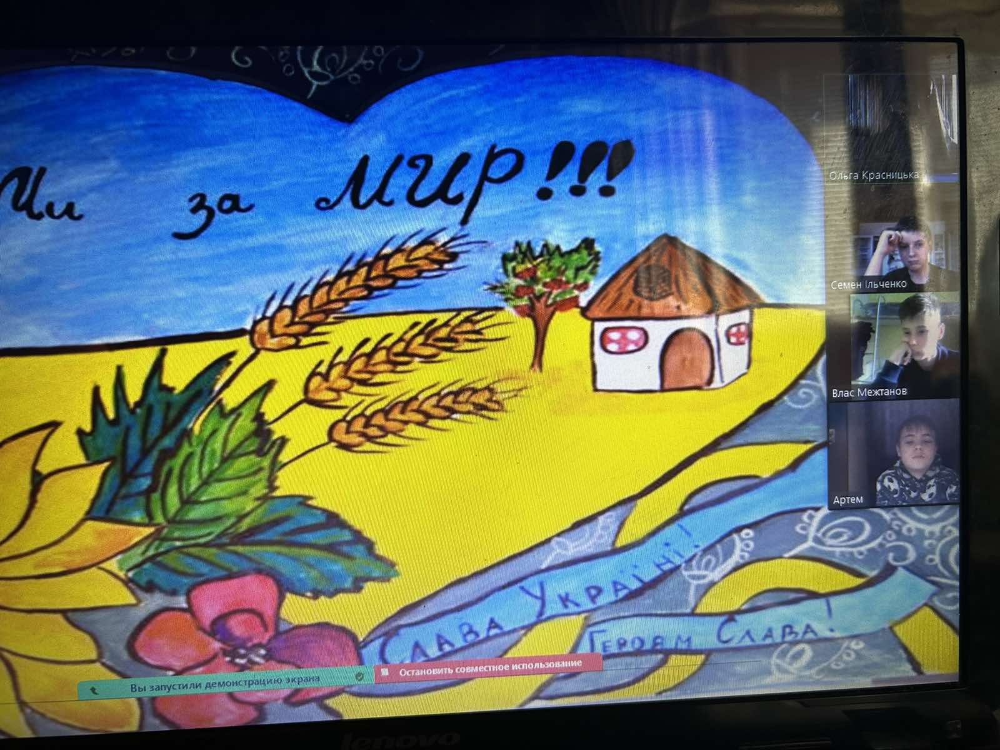 Ми за МИР!!!
Ольга Красницька
Семен Ільченко
Влас Межтанов
Артем
Слава Україні!
Героям Слава!
Вы запустили демонстрацию экрана
Остановить совместное использование
lenovo